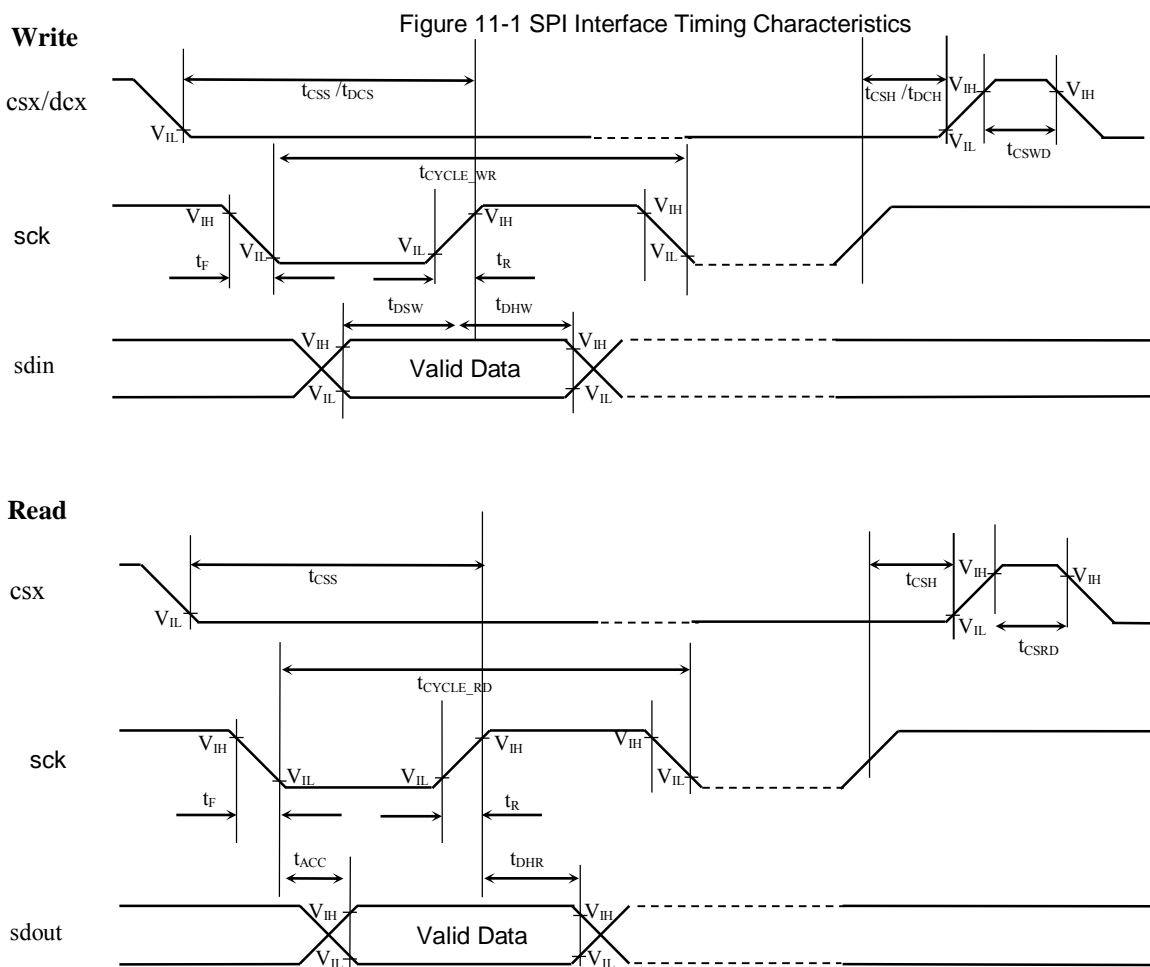 Figure 11-1 SPI Interface Timing Characteristics
Write
csx/dcx
tCSS /tDCS
tCSH /tDCH
VIH
VIH
VIL
VIL
tCSWD
tCYCLE_WR
sck
VIH
VIL
VIL
VIH
VIH
VIL
tF
tR
tDSW
tDHW
sdin
VIH
VIH
Valid Data
VIL
VIL
Read
csx
tCSS
tCSH
VIH
VIH
VIL
VIL
tCSRD
tCYCLE_RD
sck
VIH
VIL
VIL
VIH
VIH
VIL
tF
tR
tACC
tDHR
sdout
VIH
VIH
Valid Data
VIL
VIL